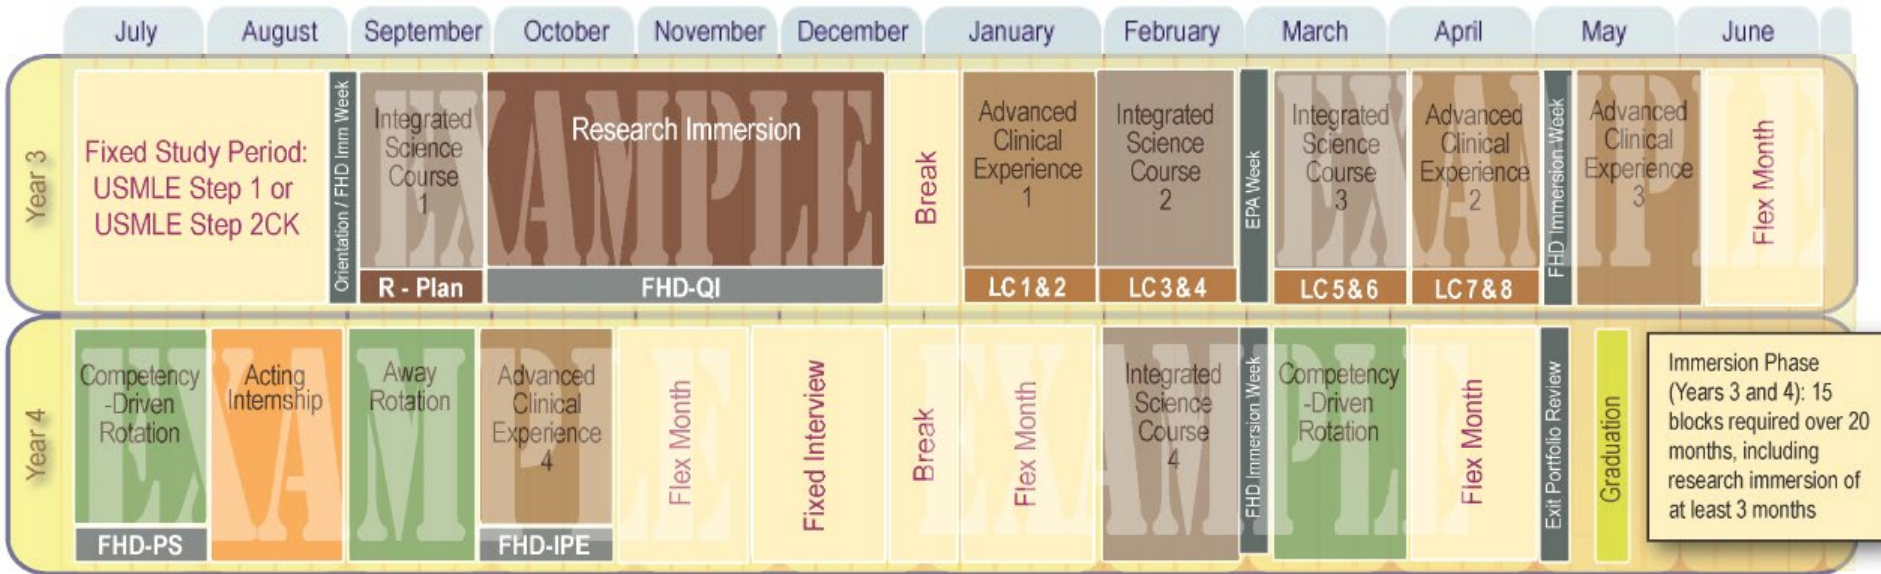 July August September October November December January February March April May June
Year 3
Fixed Study Period:
USMLE Step 1 or
USMLE Step 2CK
Orientation / FHD Imm Week
Integrated
Science
Course
1
R - Plan
Research Immersion
FHD-QI
Break
Advanced
Clinical
Experience
1
LC 1 & 2
Integrated
Science
Course
2
LC 3 & 4
EPA Week
Integrated
Science
Course
3
LC 5 & 6
Advanced
Clinical
Experience
2
LC 7 & 8
FHD Immersion Week
Advanced
Clinical
Experience
3
Flex Month
EXAMPLE
EXAMPLE
Year 4
Competency
-Driven
Rotation
FHD-PS
Acting
Internship
Away
Rotation
Advanced
Clinical
Experience
4
FHD-IPE
Flex Month
Fixed Interview
Break
Flex Month
Integrated
Science
Course
4
FHD Immersion Week
Competency
-Driven
Rotation
Flex Month
Exit Portfolio Review
Graduation
EXAMPLE
EXAMPLE
Immersion Phase
(Years 3 and 4): 15
blocks required over 20
months, including
research immersion of
at least 3 months